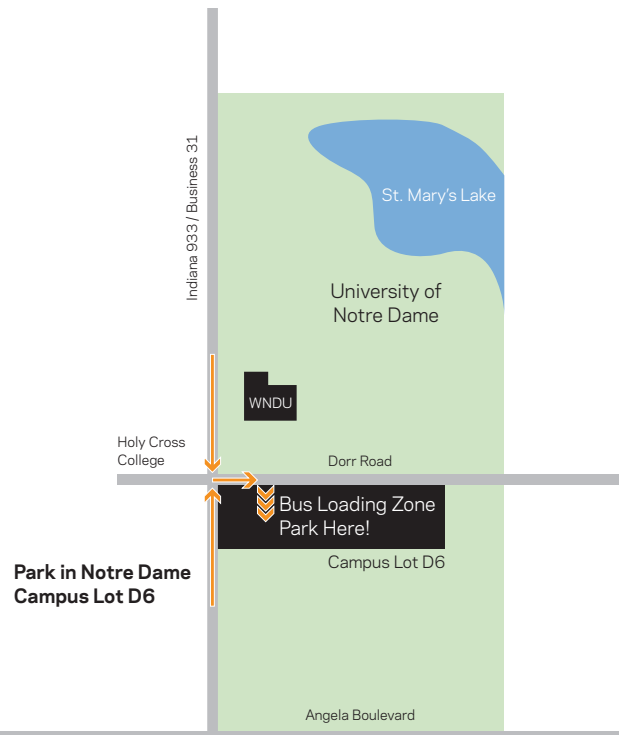 Indiana 933 / Business 31
St. Mary's Lake
University of
Notre Dame
WNDU
Holy Cross
College
Dorr Road
Bus Loading Zone
Park Here!
Campus Lot D6
Park in Notre Dame
Campus Lot D6
Angela Boulevard